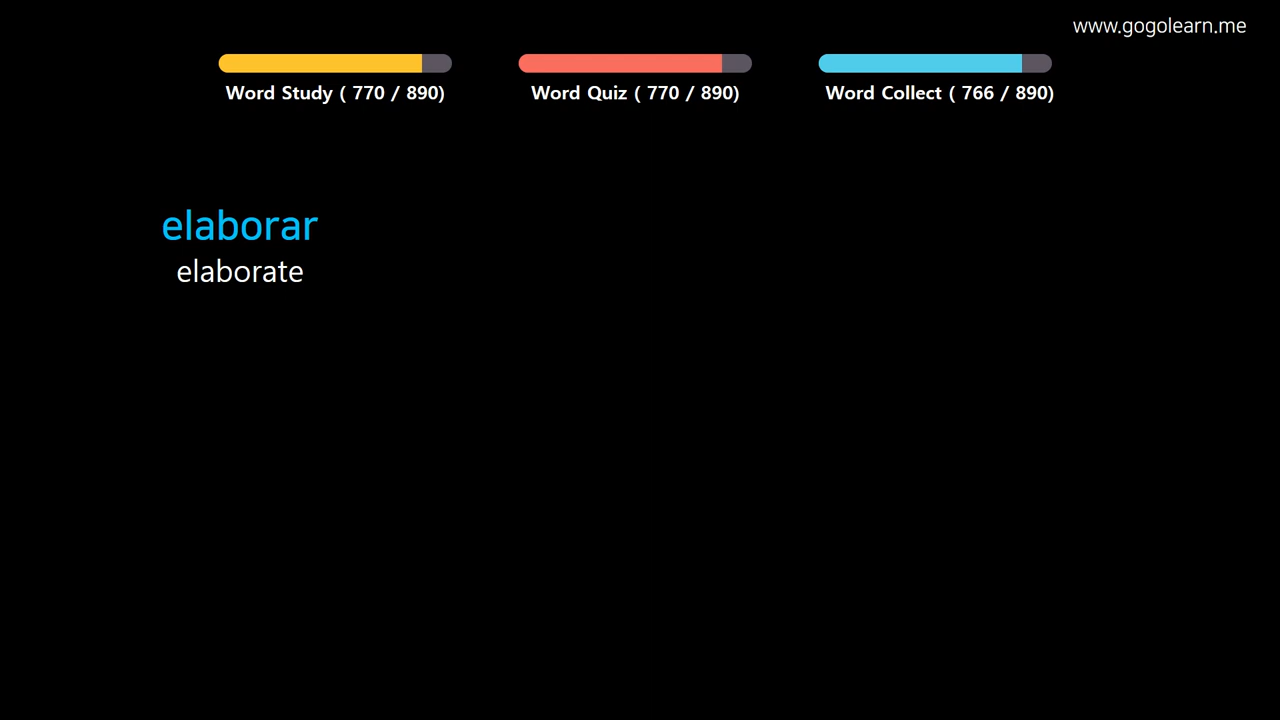 www.gogolearn.me
Word Study ( 770 / 890)
Word Quiz ( 770 / 890)
Word Collect ( 766 / 890)
elaborar
elaborate